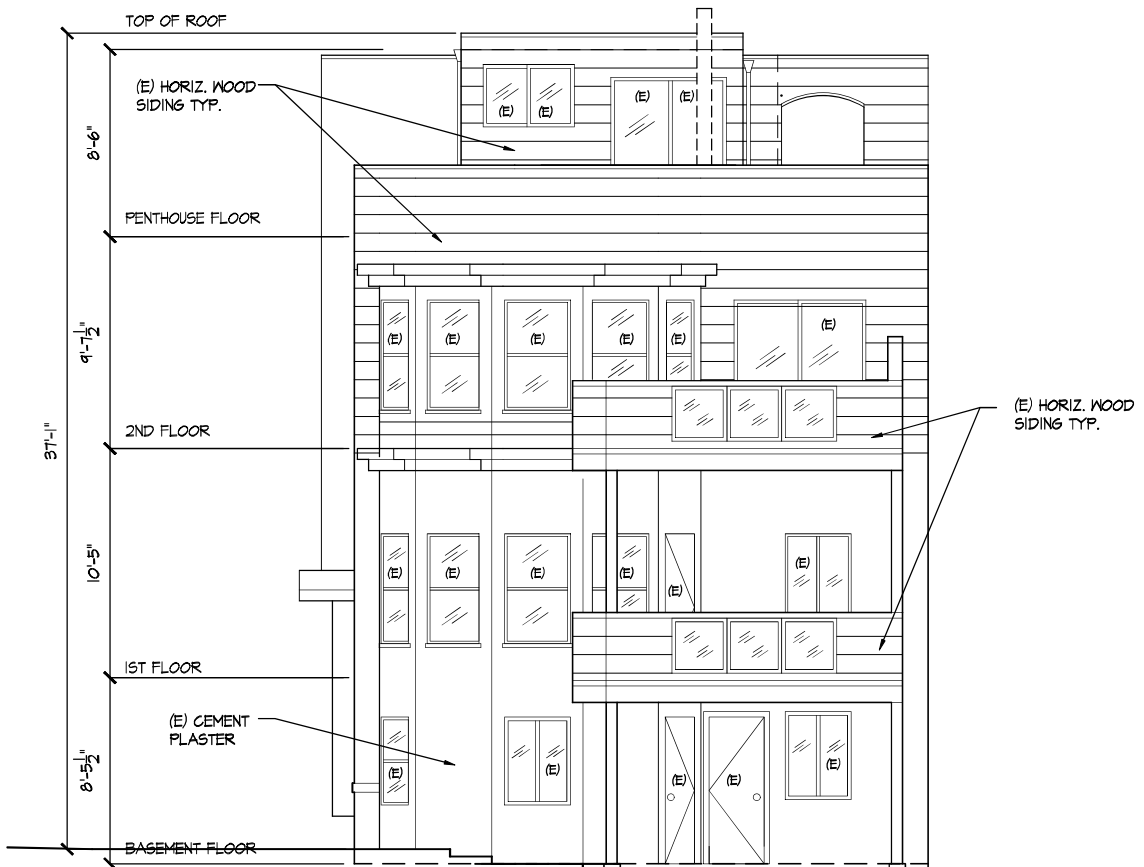 TOP OF ROOF
(E) HORIZ. WOOD
SIDING TYP.
(E) (E)
(E) (E)
8'-6"
PENTHOUSE FLOOR
9'-7 1/2"
(E) (E) (E) (E) (E) (E)
37'-1"
2ND FLOOR
(E) HORIZ. WOOD
SIDING TYP.
10'-5"
(E) (E) (E) (E) (E) (E)
1ST FLOOR
(E) CEMENT
PLASTER
8'-5 1/2"
(E) (E) (E) (E) (E)
BASEMENT FLOOR